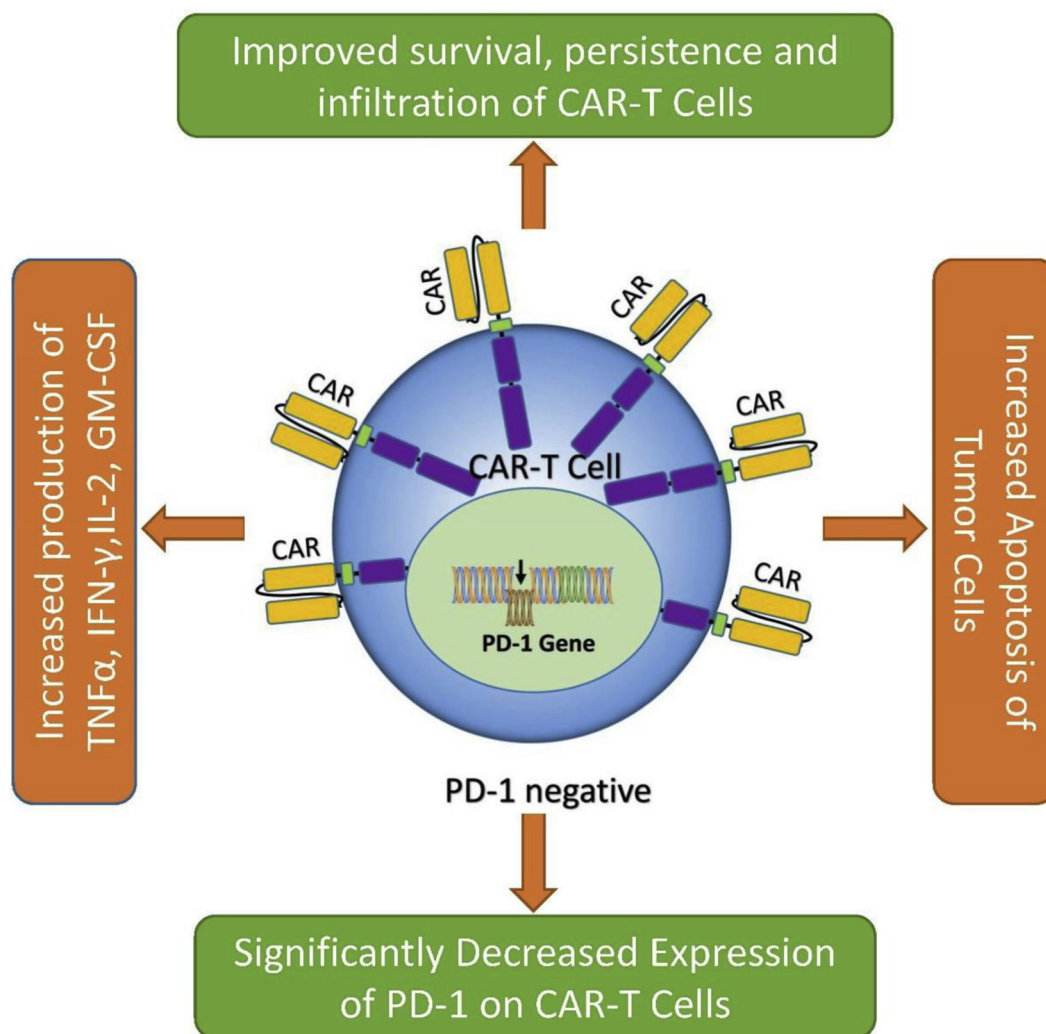 Improved survival, persistence and
infiltration of CAR-T Cells
Increased production of
TNFα, IFN-γ,IL-2, GM-CSF
CAR
CAR
CAR
CAR
CAR
CAR
CAR-T Cell
PD-1 Gene
PD-1 negative
Increased Apoptosis of
Tumor Cells
Significantly Decreased Expression
of PD-1 on CAR-T Cells